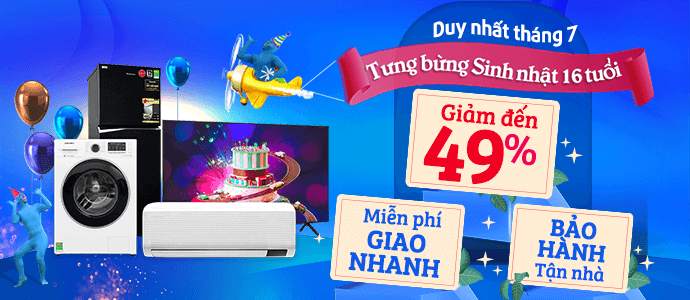 Duy nhất tháng 7
Tưng bừng Sinh nhật 16 tuổi
Giảm đến
49%
Miễn phí
GIAO
NHANH
BẢO
HÀNH
Tận nhà